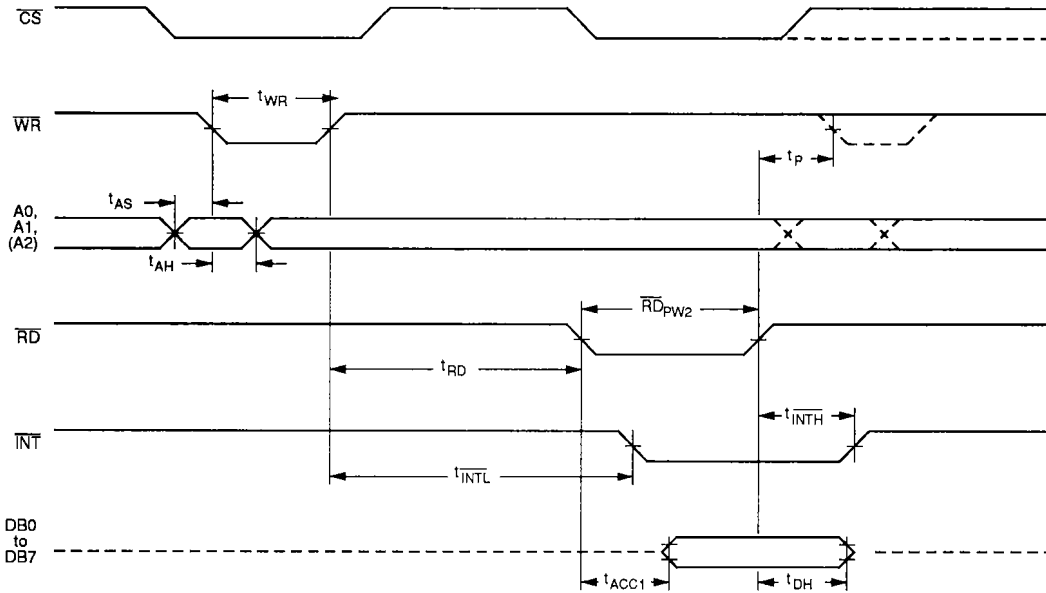 CS
tWR
WR
tP
tAS
A0,
A1,
(A2)
tAH
RDPW2
RD
tRD
tINTH
INT
tINTL
DB0
to
DB7
tACC1
tDH